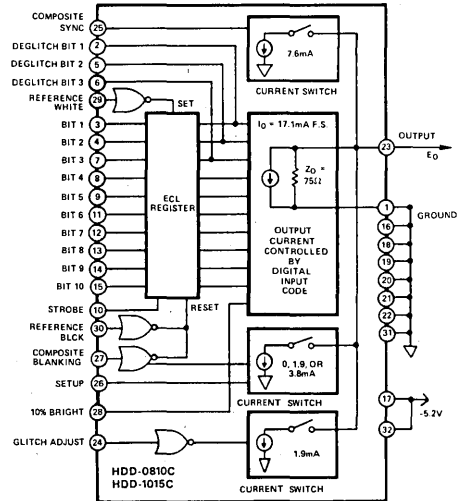 COMPOSITE
SYNC 25
DEGLITCH BIT 1 2
DEGLITCH BIT 2 5
DEGLITCH BIT 3 6
REFERENCE
WHITE 29
SET
BIT 1 3
BIT 2 4
BIT 3 7
BIT 4 8
BIT 5 9
BIT 6 11
BIT 7 12
BIT 8 13
BIT 9 14
BIT 10 15
STROBE 10
RESET
REFERENCE
BLCK 30
COMPOSITE
BLANKING 27
SETUP 26
10% BRIGHT 28
GLITCH ADJUST 24
HDD-0810C
HDD-1015C
ECL
REGISTER
7.6mA
CURRENT SWITCH
IO = 17.1mA F.S.
ZO =
75Ω
OUTPUT
CURRENT
CONTROLLED
BY
DIGITAL
INPUT
CODE
0, 1.9, OR
3.8mA
CURRENT SWITCH
1.9mA
CURRENT SWITCH
23 OUTPUT
EO
1 GROUND
16
18
19
20
21
22
31
17
-5.2V
32